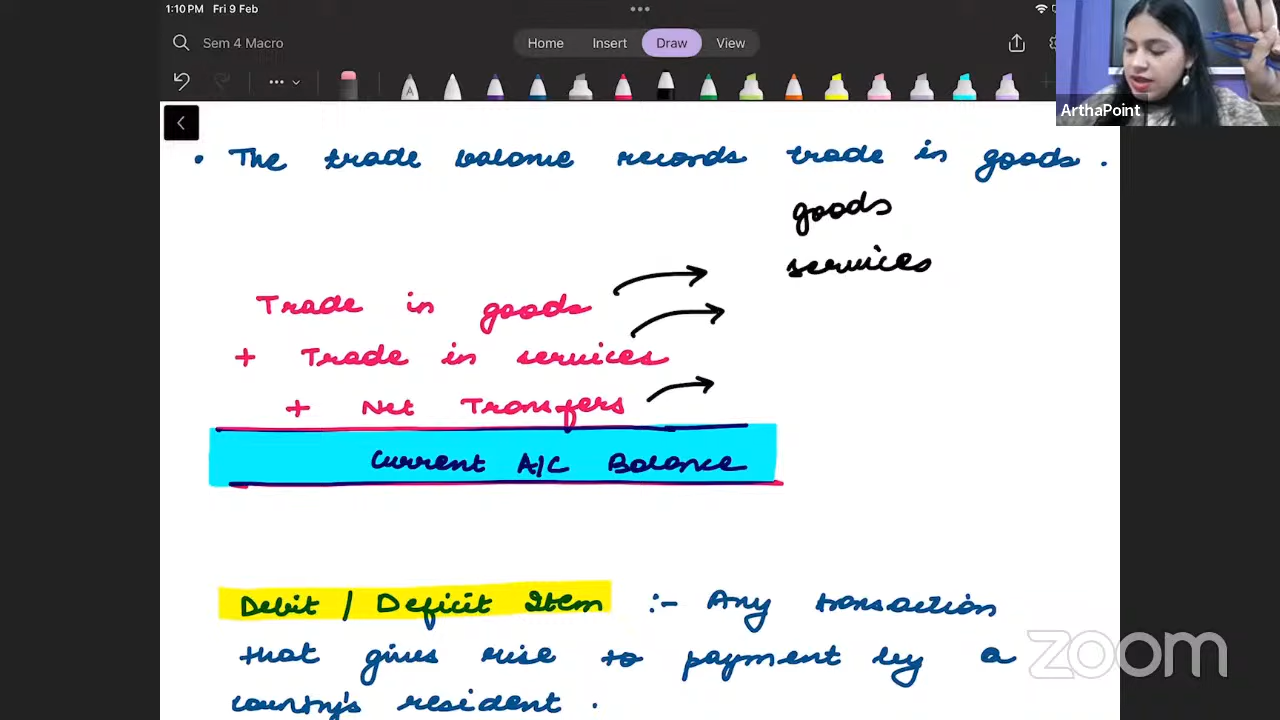 1:10 PM Fri 9 Feb
Sem 4 Macro
Home Insert Draw View
ArthaPoint
• The trade balance records trade in goods.
goods
services
Trade in goods
+ Trade in services
+ Net Transfers
Current A/C Balance
Debit / Deficit Item :- Any transaction
that gives rise to payment by a
country's resident.
zoom